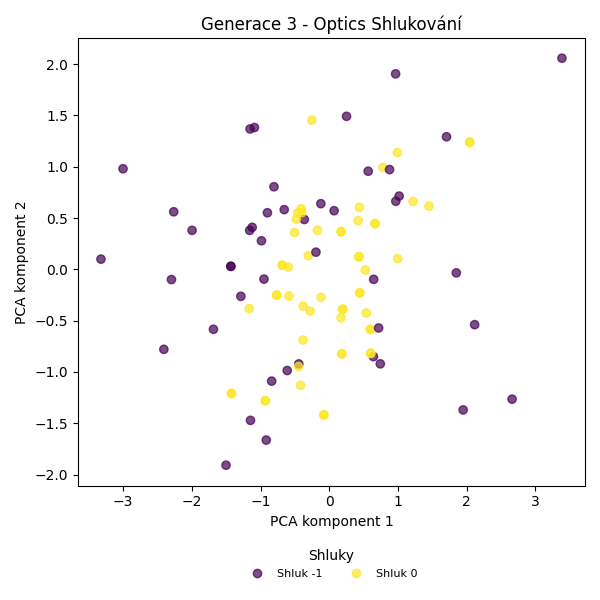 Generace 3 - Optics Shlukování
PCA komponent 2
2.0
1.5
1.0
0.5
0.0
−0.5
−1.0
−1.5
−2.0
−3 −2 −1 0 1 2 3
PCA komponent 1
Shluky
Shluk -1 Shluk 0